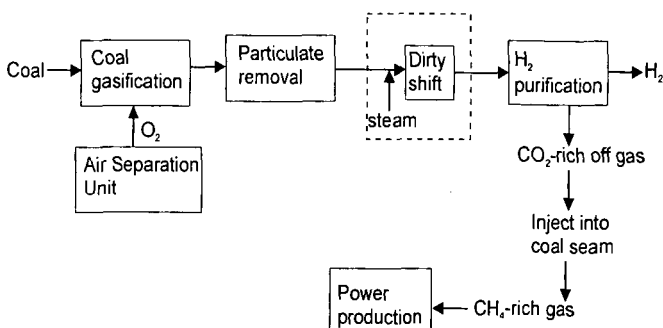 Coal
Coal
gasification
Particulate
removal
Dirty
shift
steam
H₂
purification
H₂
O₂
Air Separation
Unit
CO₂-rich off gas
Inject into
coal seam
CH₄-rich gas
Power
production